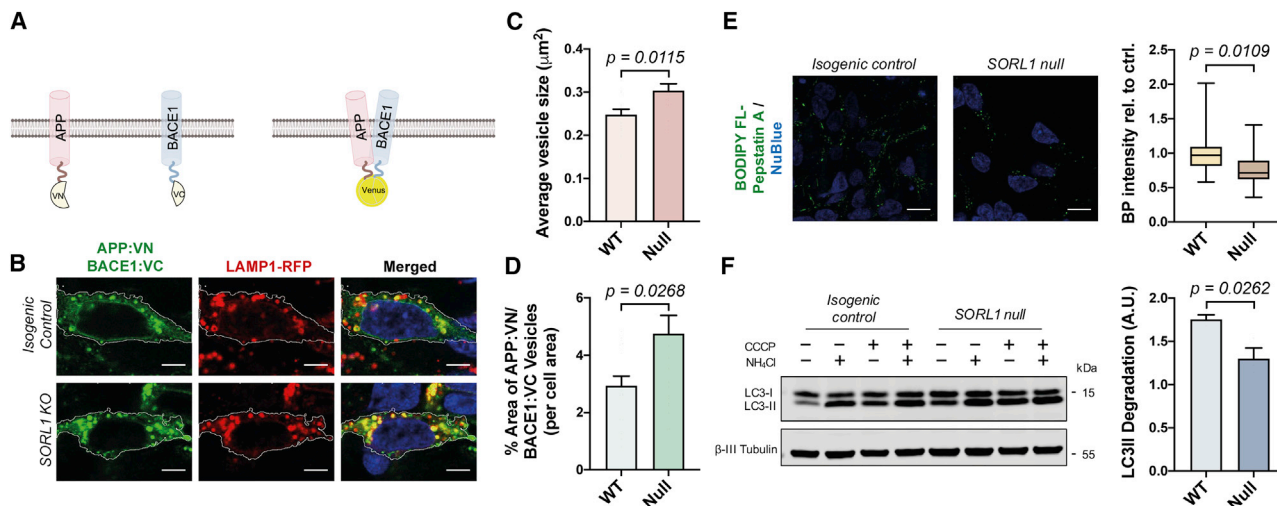 A
APP
BACE1
VN
VC
APP
BACE1
Venus
B
APP:VN
BACE1:VC
LAMP1-RFP
Merged
Isogenic
Control
SORL1 KO
C
Average vesicle size (μm²)
0.4
0.3
0.2
0.1
0.0
p = 0.0115
WT
Null
D
% Area of APP:VN/
BACE1:VC Vesicles
(per cell area)
6
4
2
0
p = 0.0268
WT
Null
E
Isogenic control
SORL1 null
BODIPY FL-
Pepstatin A /
NuBlue
BP intensity rel. to ctrl.
2.5
2.0
1.5
1.0
0.5
0.0
p = 0.0109
WT
Null
F
Isogenic
control
SORL1 null
CCCP – – + + – – + +
NH₄Cl – + – + – + – +
kDa
LC3-I
LC3-II
- 15
β-III Tubulin
- 55
LC3II Degradation (A.U.)
2.0
1.5
1.0
0.5
0.0
p = 0.0262
WT
Null